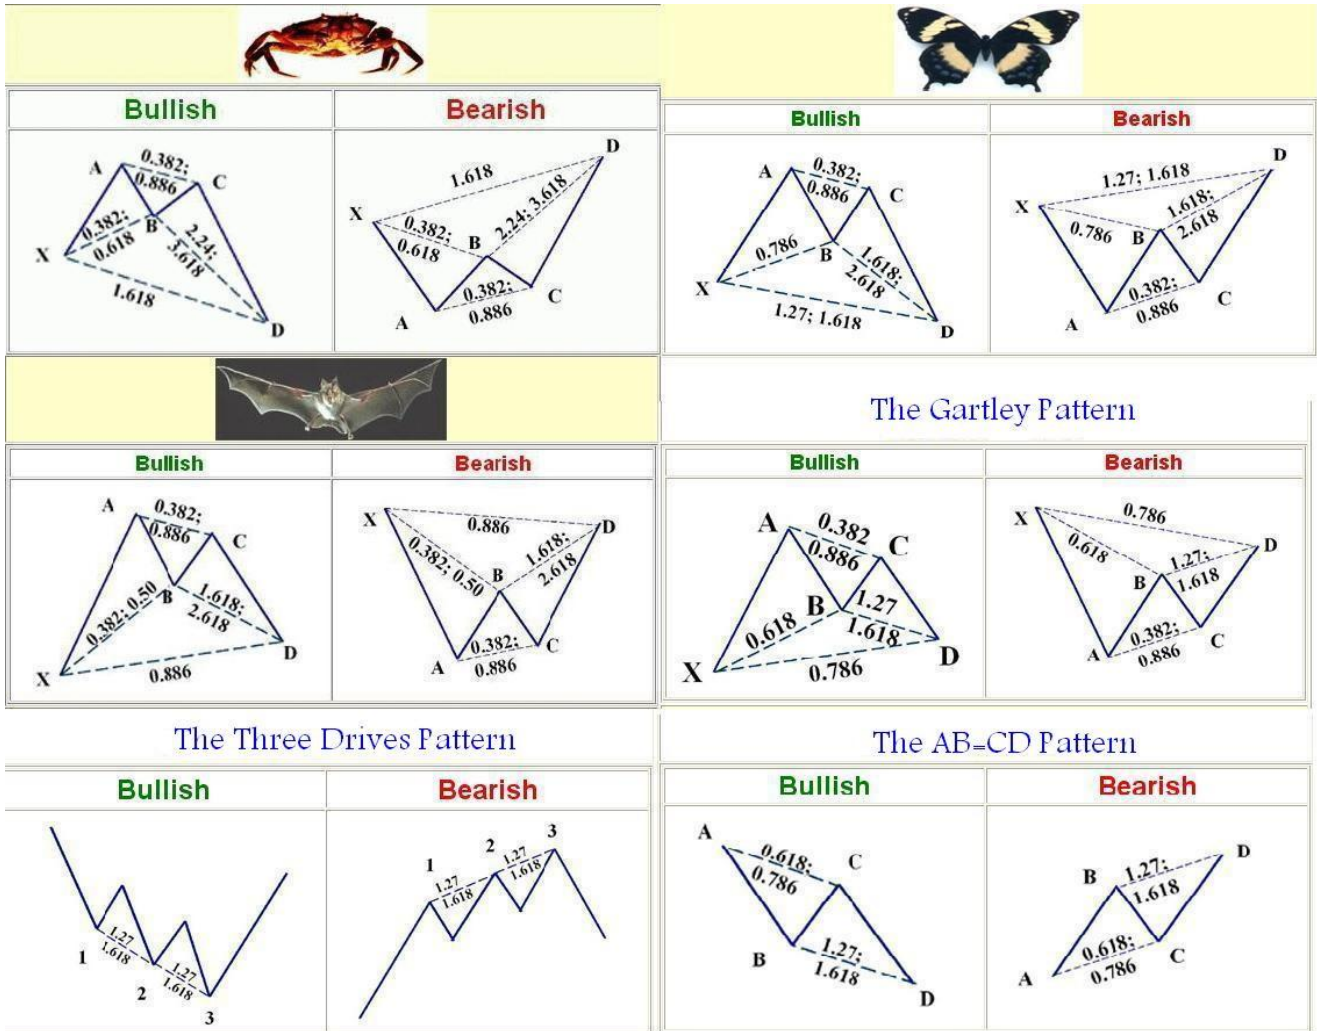 Bullish
Bearish
A
0.382;
0.886
C
0.382;
0.618
B
2.24;
3.618
X
1.618
D
D
1.618
X
0.382;
0.618
B
2.24; 3.618
0.382;
0.886
C
A
Bullish
Bearish
A
0.382;
0.886
C
0.786
B
1.618;
2.618
X
1.27; 1.618
D
D
1.27; 1.618
X
0.786
B
1.618;
2.618
0.382;
0.886
C
A
Bullish
Bearish
A
0.382;
0.886
C
0.382; 0.50
B
1.618;
2.618
X
0.886
D
X
0.886
D
0.382; 0.50
B
1.618;
2.618
0.382;
0.886
A
C
The Gartley Pattern
Bullish
Bearish
A
0.382
0.886
C
B
1.27
1.618
0.618
X
0.786
D
X
0.786
D
0.618
B
1.27;
1.618
0.382;
0.886
A
C
The Three Drives Pattern
Bullish
Bearish
1
1.27
1.618
2
1.27
1.618
3
1
1.27
1.618
2
1.27
1.618
3
The AB=CD Pattern
Bullish
Bearish
A
0.618;
0.786
C
B
1.27;
1.618
D
B
1.27;
1.618
D
A
0.618;
0.786
C